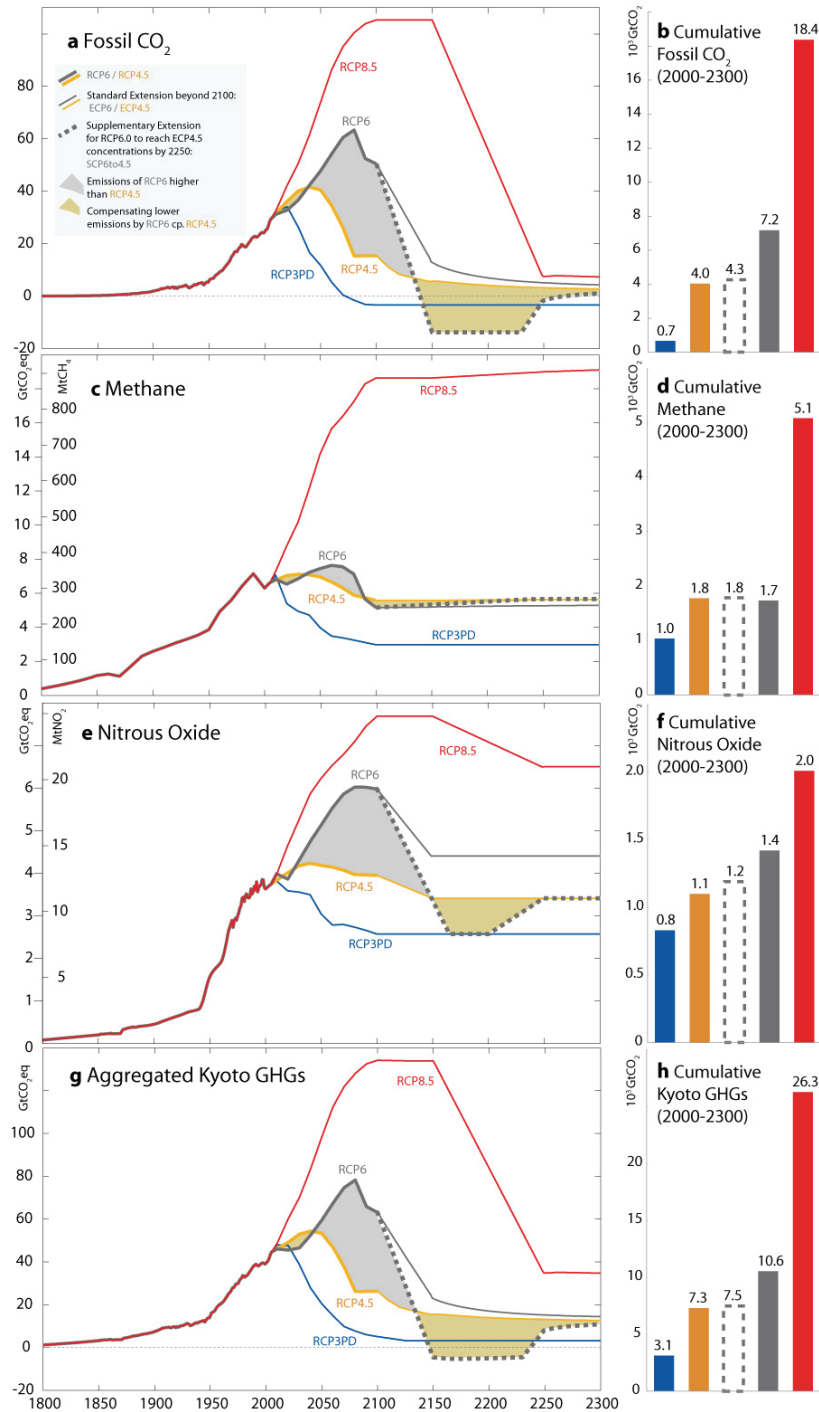 a Fossil CO2
RCP6 / RCP4.5
Standard Extension beyond 2100:
ECP6 / ECP4.5
Supplementary Extension
for RCP6.0 to reach ECP4.5
concentrations by 2250:
SCP6to4.5
Emissions of RCP6 higher
than RCP4.5
Compensating lower
emissions by RCP6 cp. RCP4.5
RCP8.5
RCP6
RCP4.5
RCP3PD
80
60
40
20
0
-20
b Cumulative
Fossil CO2
(2000-2300)
10³ GtCO2
16
14
12
10
8
6
4
2
0
0.7
4.0
4.3
7.2
18.4
GtCO2eq
MtCH4
c Methane
RCP8.5
RCP6
RCP4.5
RCP3PD
18
16
14
12
10
8
6
4
2
0
800
700
600
500
400
300
200
100
d Cumulative
Methane
(2000-2300)
10³ GtCO2
5
4
3
2
1
0
1.0
1.8
1.8
1.7
5.1
GtCO2eq
MtNO2
e Nitrous Oxide
RCP8.5
RCP6
RCP4.5
RCP3PD
6
5
4
3
2
1
0
20
15
10
5
f Cumulative
Nitrous Oxide
(2000-2300)
10³ GtCO2
2.0
1.5
1.0
0.5
0
0.8
1.1
1.2
1.4
2.0
GtCO2eq
g Aggregated Kyoto GHGs
RCP8.5
RCP6
RCP4.5
RCP3PD
100
80
60
40
20
0
-20
1800
1850
1900
1950
2000
2050
2100
2150
2200
2250
2300
h Cumulative
Kyoto GHGs
(2000-2300)
10³ GtCO2
20
15
10
5
0
3.1
7.3
7.5
10.6
26.3